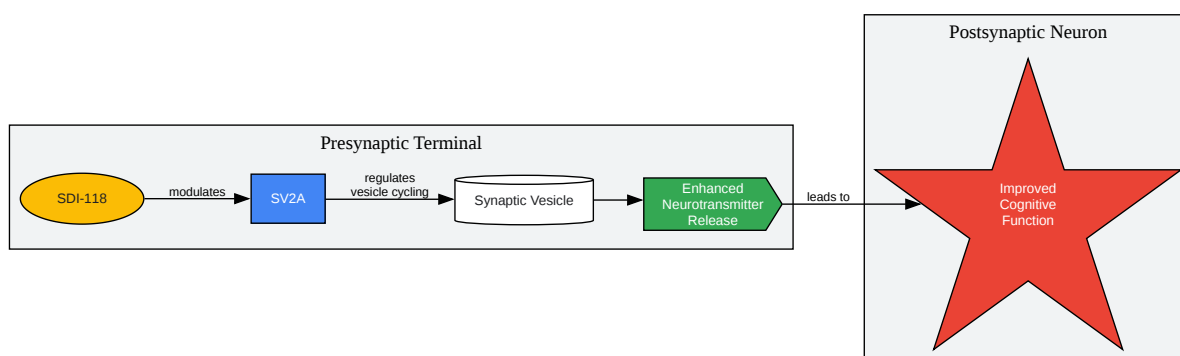 Postsynaptic Neuron
Presynaptic Terminal
SDI-118
modulates
SV2A
regulates
vesicle cycling
Synaptic Vesicle
Enhanced
Neurotransmitter
Release
leads to
Improved
Cognitive
Function